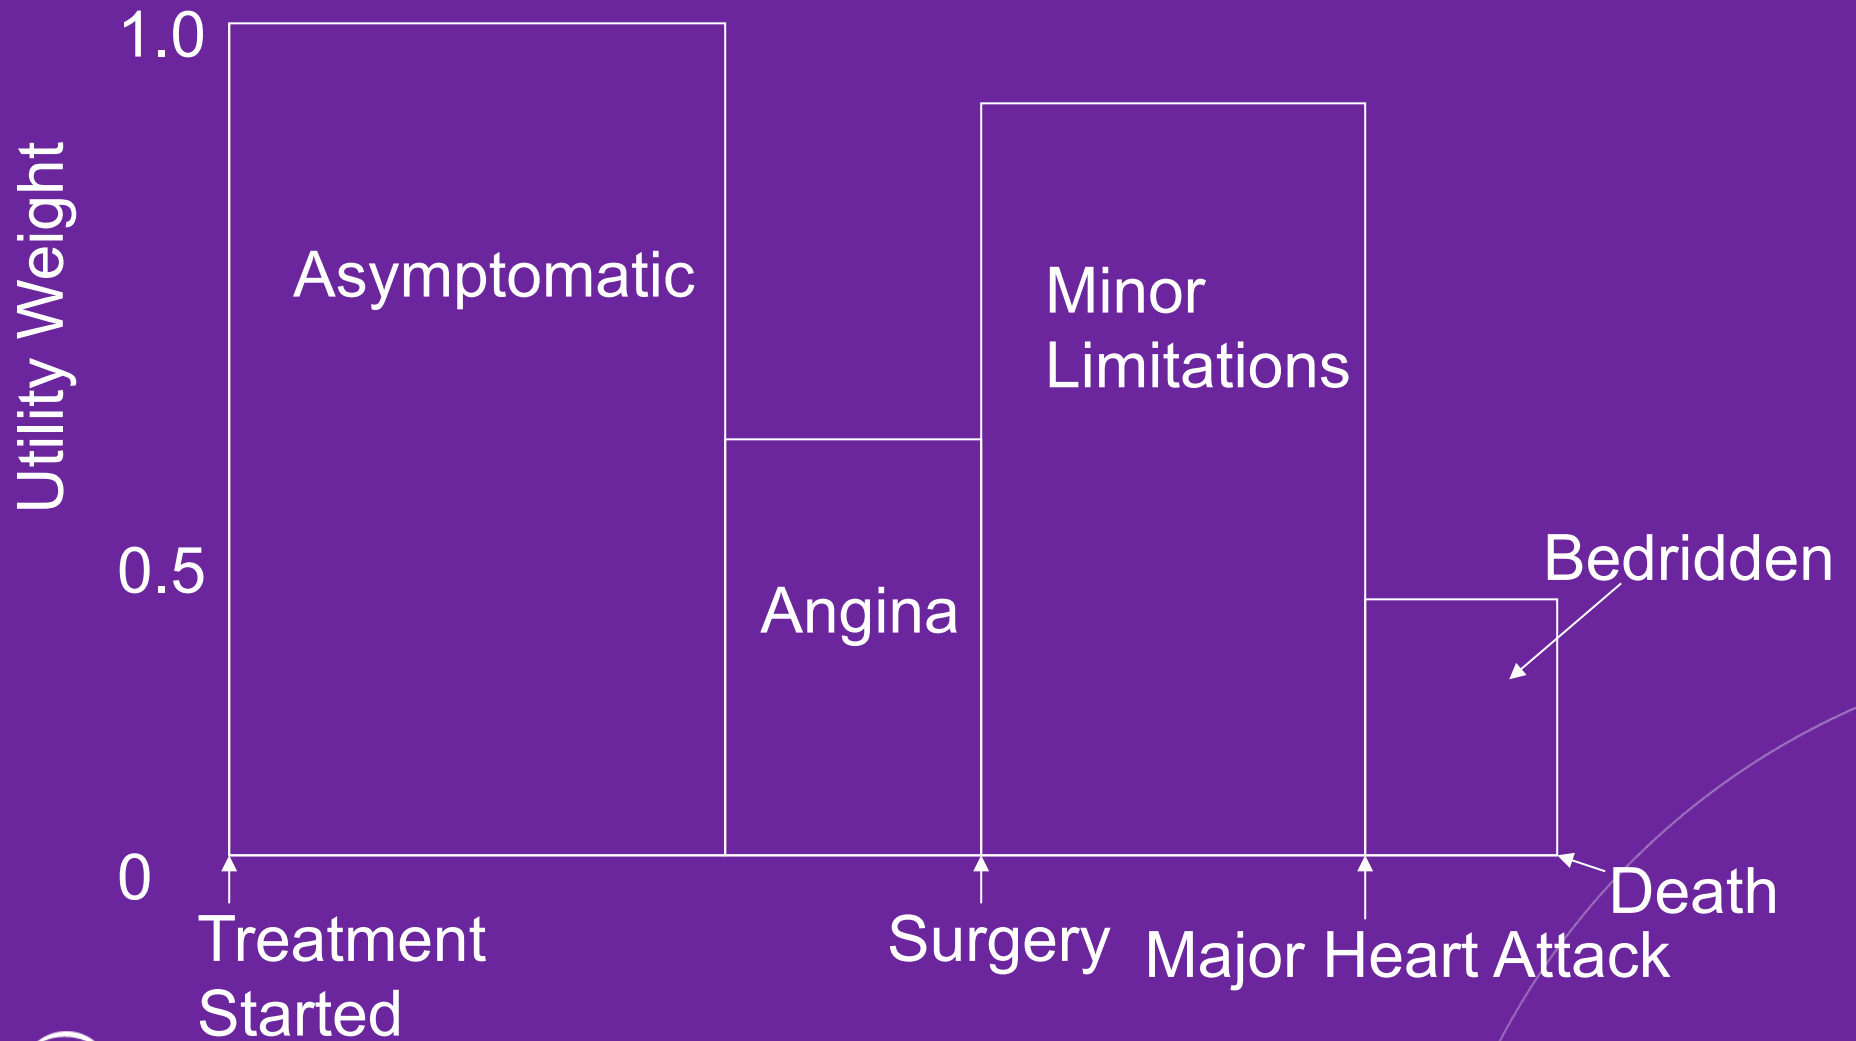 1.0
Utility Weight
Asymptomatic
Minor
Limitations
0.5
Bedridden
Angina
0
Death
Treatment
Started
Surgery
Major Heart Attack